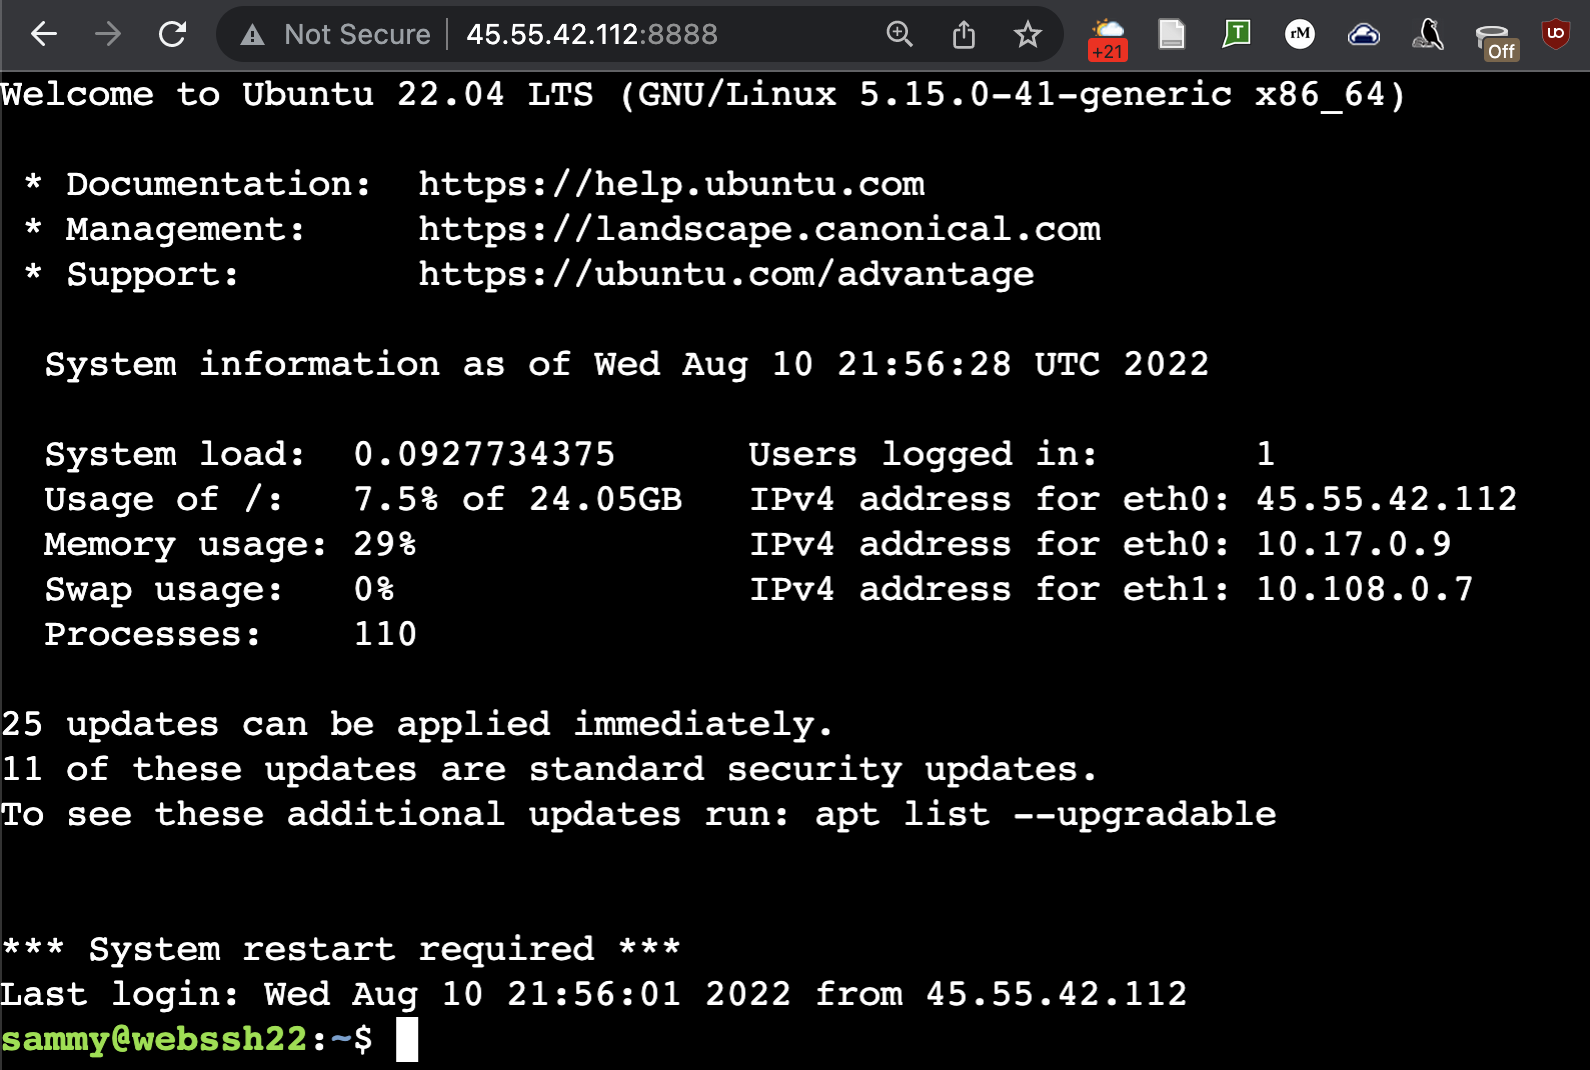 Not Secure 45.55.42.112:8888
+21
T
rM
Off
UO
Welcome to Ubuntu 22.04 LTS (GNU/Linux 5.15.0-41-generic x86_64)
* Documentation: https://help.ubuntu.com
* Management: https://landscape.canonical.com
* Support: https://ubuntu.com/advantage
System information as of Wed Aug 10 21:56:28 UTC 2022
System load: 0.0927734375 Users logged in: 1
Usage of /: 7.5% of 24.05GB IPv4 address for eth0: 45.55.42.112
Memory usage: 29% IPv4 address for eth0: 10.17.0.9
Swap usage: 0% IPv4 address for eth1: 10.108.0.7
Processes: 110
25 updates can be applied immediately.
11 of these updates are standard security updates.
To see these additional updates run: apt list --upgradable
*** System restart required ***
Last login: Wed Aug 10 21:56:01 2022 from 45.55.42.112
sammy@webssh22:~$